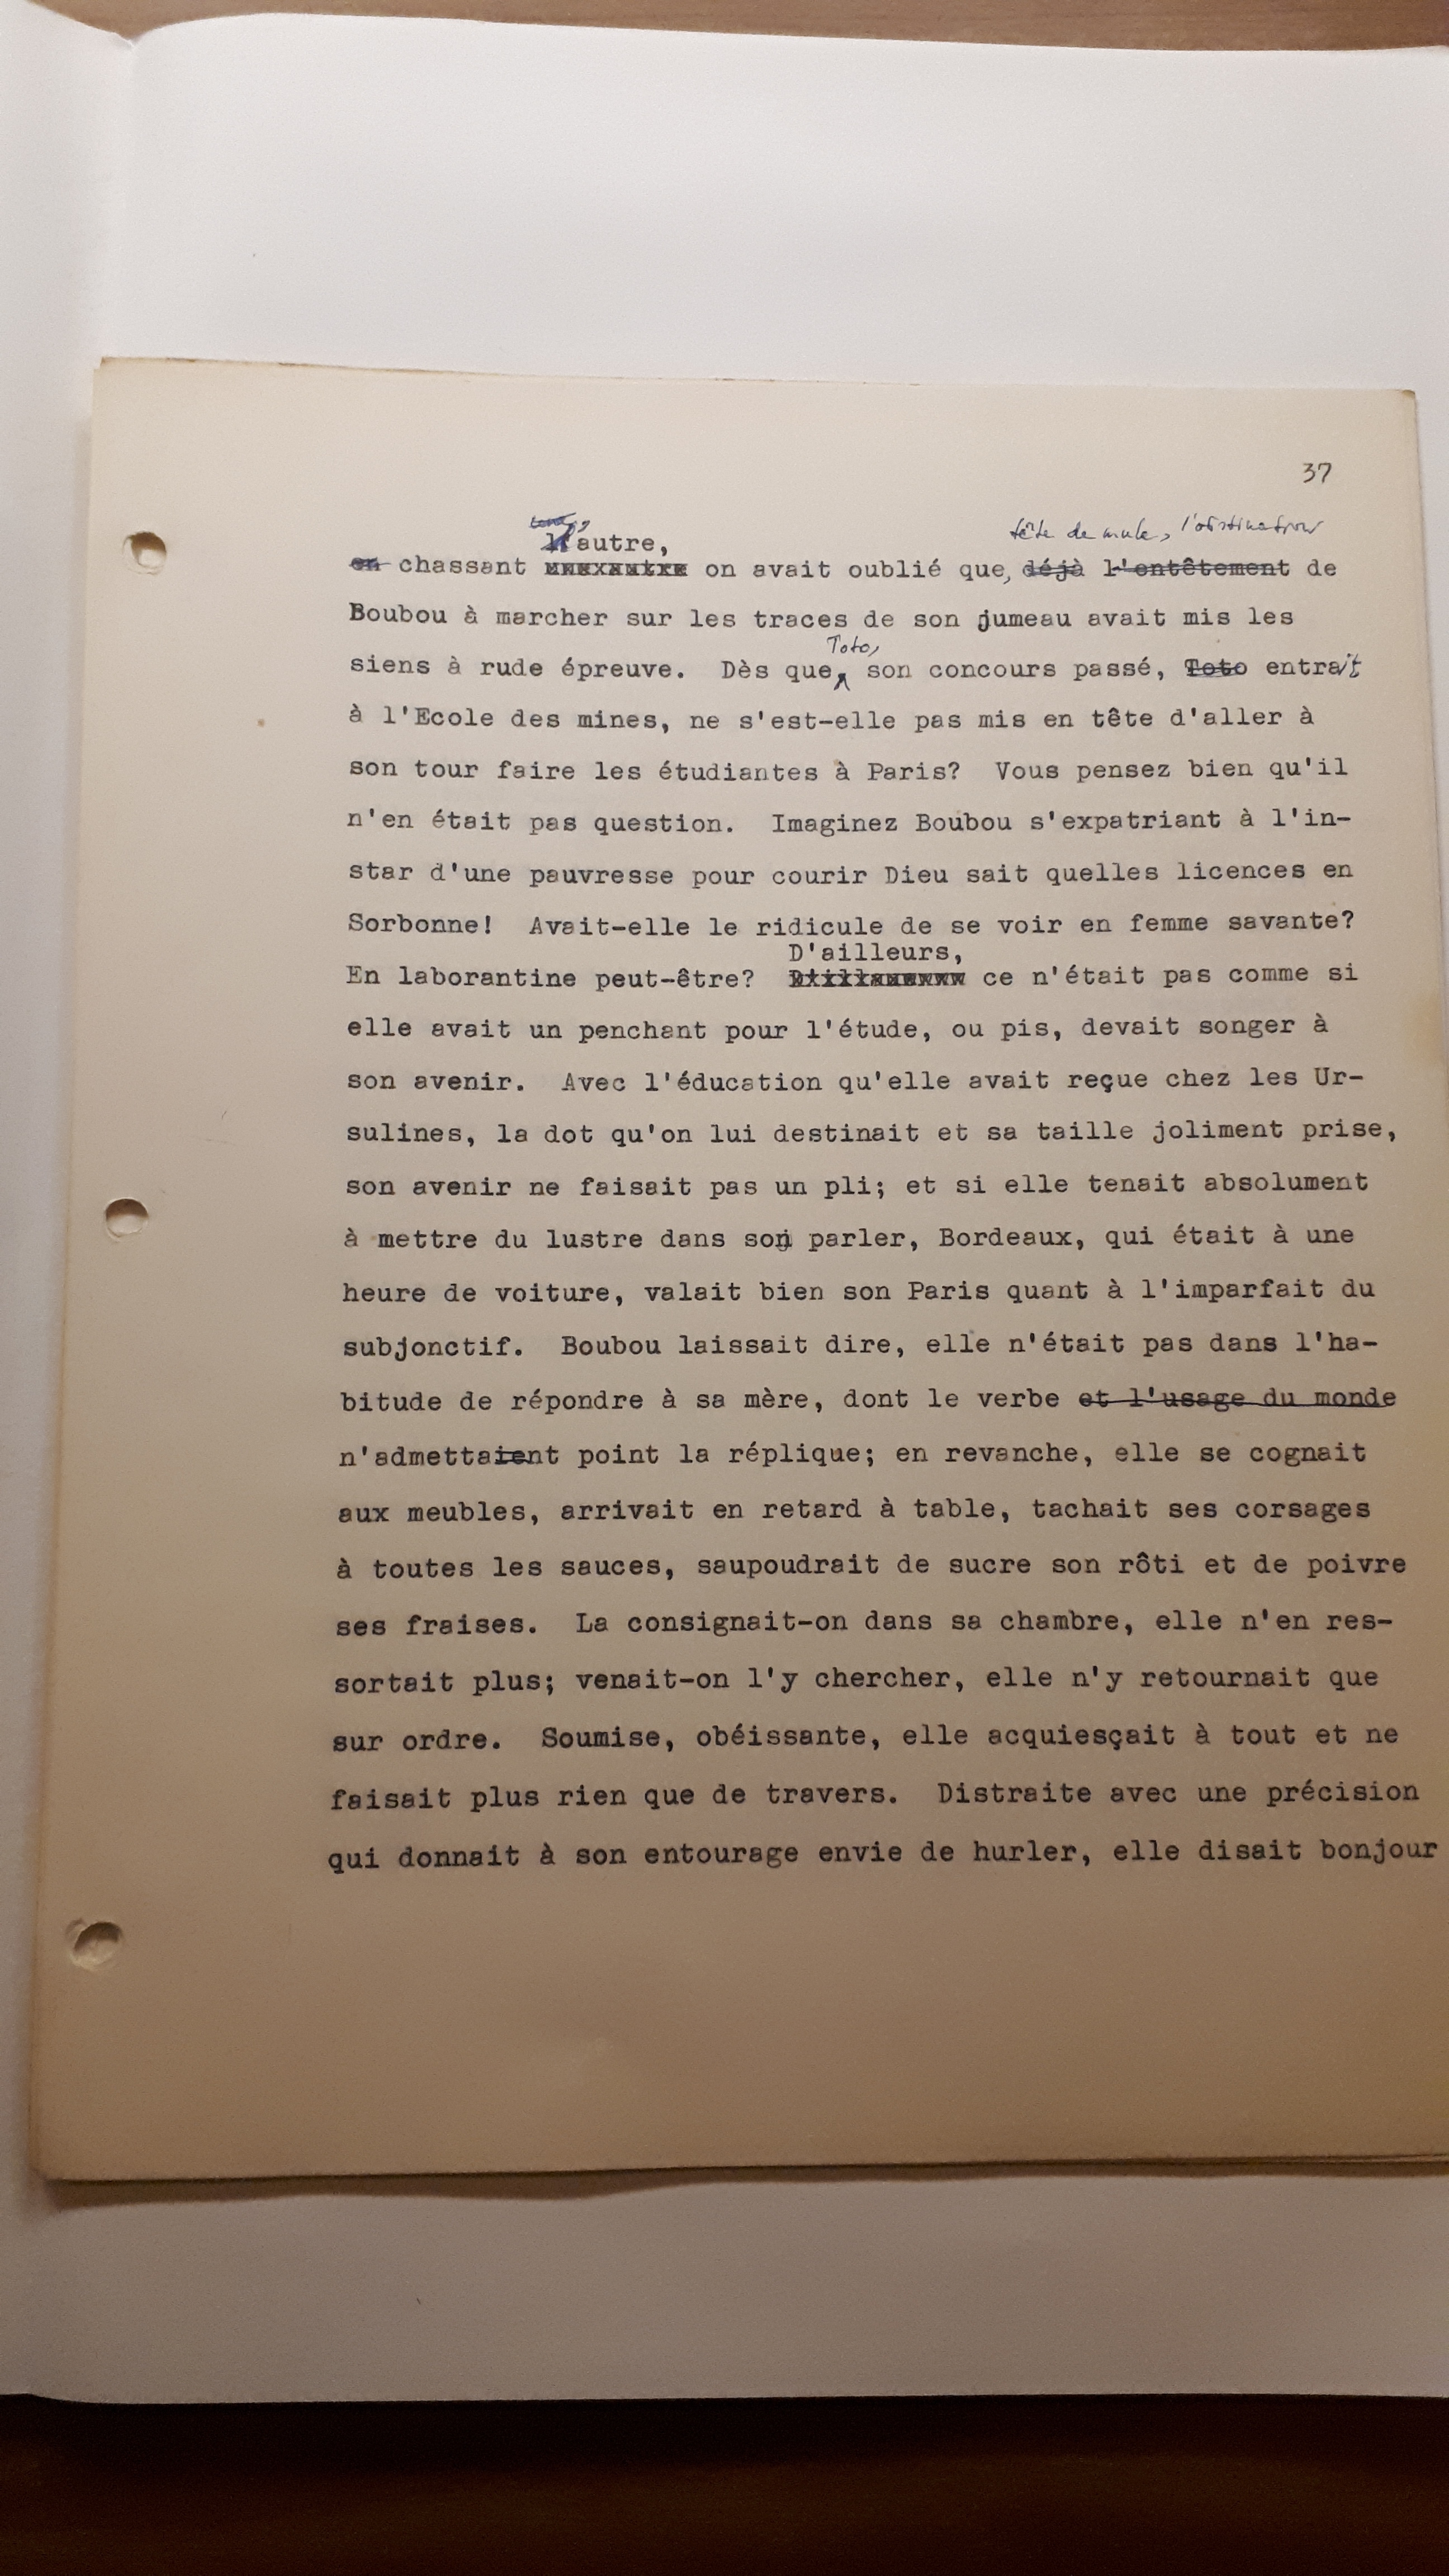 37
l'autre,
tête de mule, l'obstination
en chassant on avait oublié que, déjà l'entêtement de
Boubou à marcher sur les traces de son jumeau avait mis les
Toto,
siens à rude épreuve. Dès que, son concours passé, Toto entrait
à l'Ecole des mines, ne s'est-elle pas mis en tête d'aller à
son tour faire les étudiantes à Paris? Vous pensez bien qu'il
n'en était pas question. Imaginez Boubou s'expatriant à l'in-
star d'une pauvresse pour courir Dieu sait quelles licences en
Sorbonne! Avait-elle le ridicule de se voir en femme savante?
D'ailleurs,
En laborantine peut-être? ce n'était pas comme si
elle avait un penchant pour l'étude, ou pis, devait songer à
son avenir. Avec l'éducation qu'elle avait reçue chez les Ur-
sulines, la dot qu'on lui destinait et sa taille joliment prise,
son avenir ne faisait pas un pli; et si elle tenait absolument
à mettre du lustre dans son parler, Bordeaux, qui était à une
heure de voiture, valait bien son Paris quant à l'imparfait du
subjonctif. Boubou laissait dire, elle n'était pas dans l'ha-
bitude de répondre à sa mère, dont le verbe et l'usage du monde
n'admettaient point la réplique; en revanche, elle se cognait
aux meubles, arrivait en retard à table, tachait ses corsages
à toutes les sauces, saupoudrait de sucre son rôti et de poivre
ses fraises. La consignait-on dans sa chambre, elle n'en res-
sortait plus; venait-on l'y chercher, elle n'y retournait que
sur ordre. Soumise, obéissante, elle acquiesçait à tout et ne
faisait plus rien que de travers. Distraite avec une précision
qui donnait à son entourage envie de hurler, elle disait bonjour